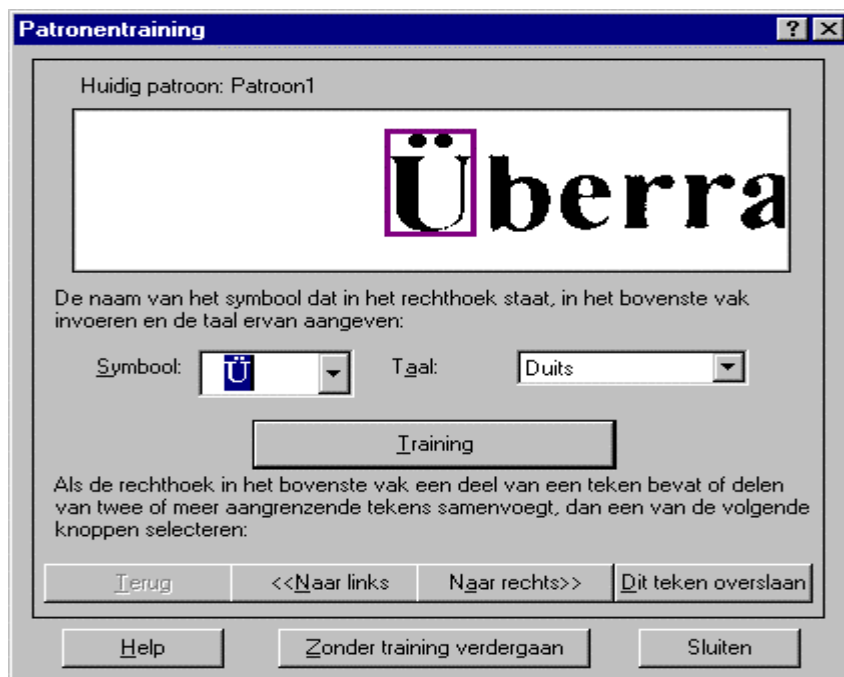 Patronentraining
Huidig patroon: Patroon1
Überra
De naam van het symbool dat in het rechthoek staat, in het bovenste vak
invoeren en de taal ervan aangeven:
Symbool: Ü Taal: Duits
Training
Als de rechthoek in het bovenste vak een deel van een teken bevat of delen
van twee of meer aangrenzende tekens samenvoegt, dan een van de volgende
knoppen selecteren:
Terug <<Naar links Naar rechts>> Dit teken overslaan
Help Zonder training verdergaan Sluiten